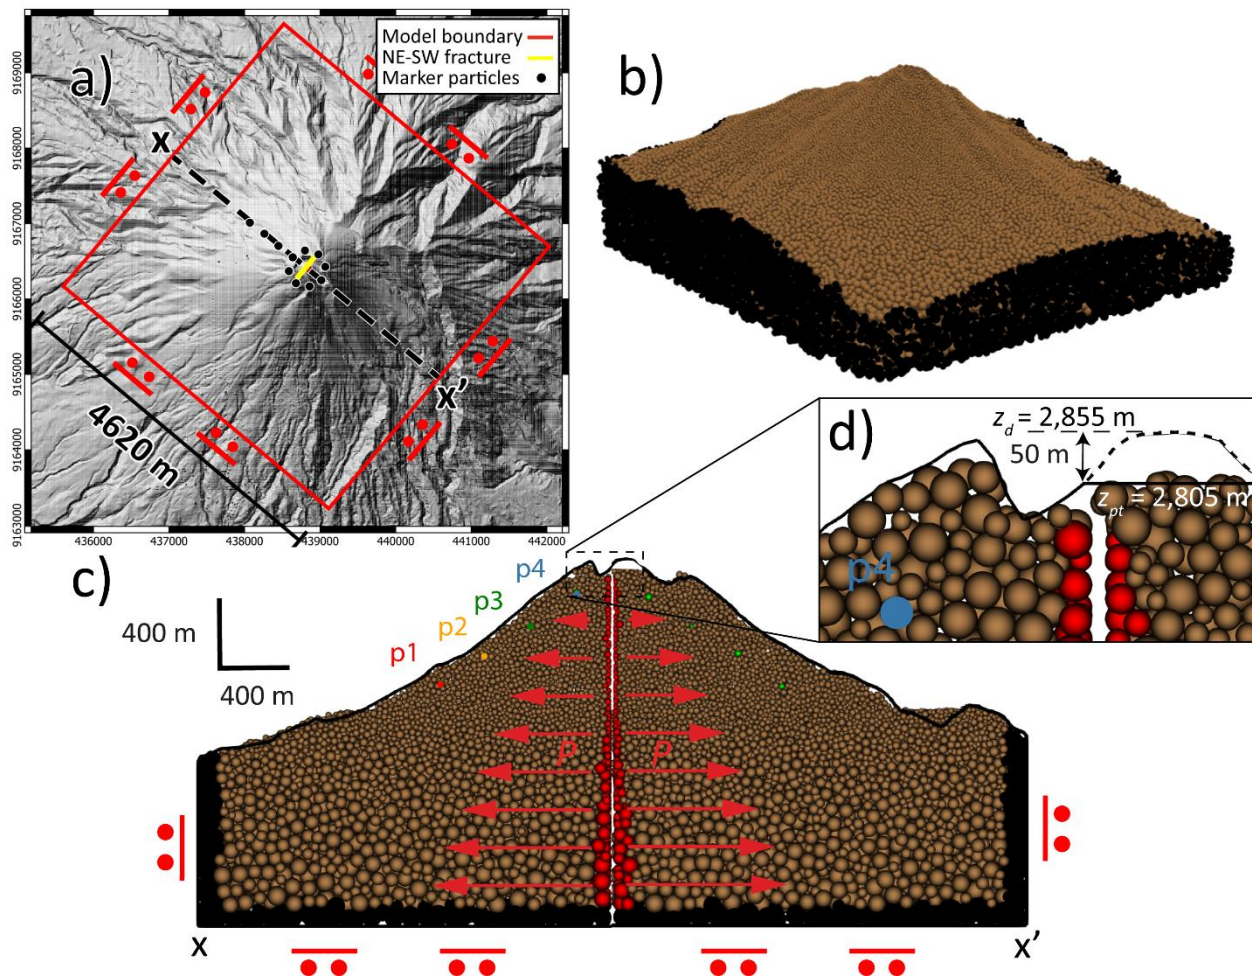 a)
Model boundary
NE-SW fracture
Marker particles
9169000
9168000
9167000
9166000
9165000
9164000
9163000
x
x'
4620 m
436000 437000 438000 439000 440000 441000 442000
b)
d)
z_d = 2,855 m
50 m
z_pt = 2,805 m
p4
c)
400 m
400 m
p4
p3
p2
p1
P P
x x'